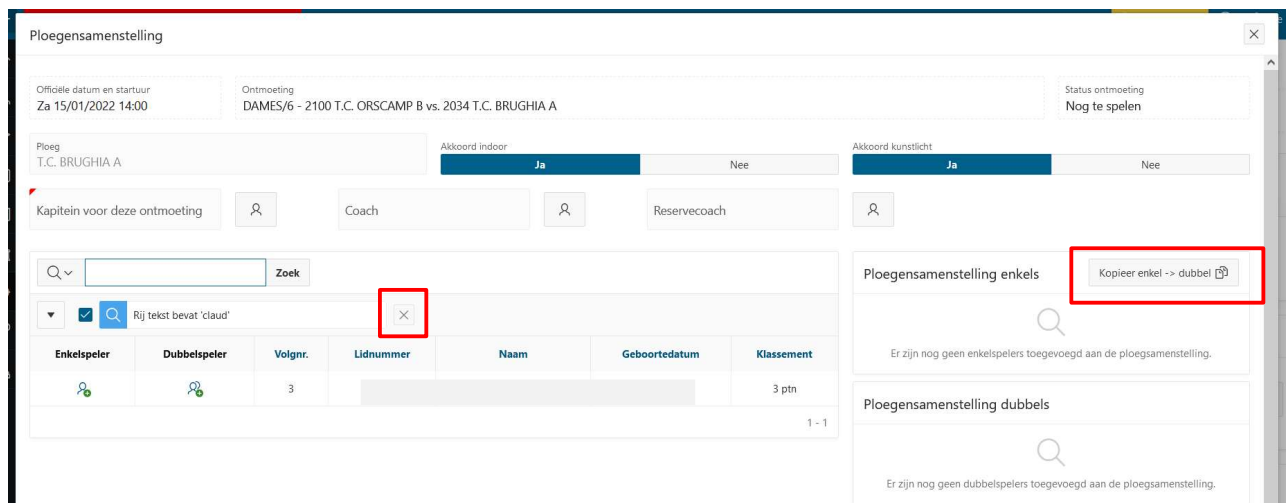 Ploegensamenstelling
Officiële datum en startuur
Za 15/01/2022 14:00
Ontmoeting
DAMES/6 - 2100 T.C. ORSCAMP B vs. 2034 T.C. BRUGHIA A
Status ontmoeting
Nog te spelen
Ploeg
T.C. BRUGHIA A
Akkoord indoor
Ja Nee
Akkoord kunstlicht
Ja Nee
Kapitein voor deze ontmoeting
Coach
Reservecoach
Zoek
Rij tekst bevat 'claud'
Enkelspeler Dubbelspeler Volgnr. Lidnummer Naam Geboortedatum Klassement
3 3 ptn
1 - 1
Ploegensamenstelling enkels
Kopieer enkel -> dubbel
Er zijn nog geen enkelspelers toegevoegd aan de ploegsamenstelling.
Ploegensamenstelling dubbels
Er zijn nog geen dubbelspelers toegevoegd aan de ploegsamenstelling.